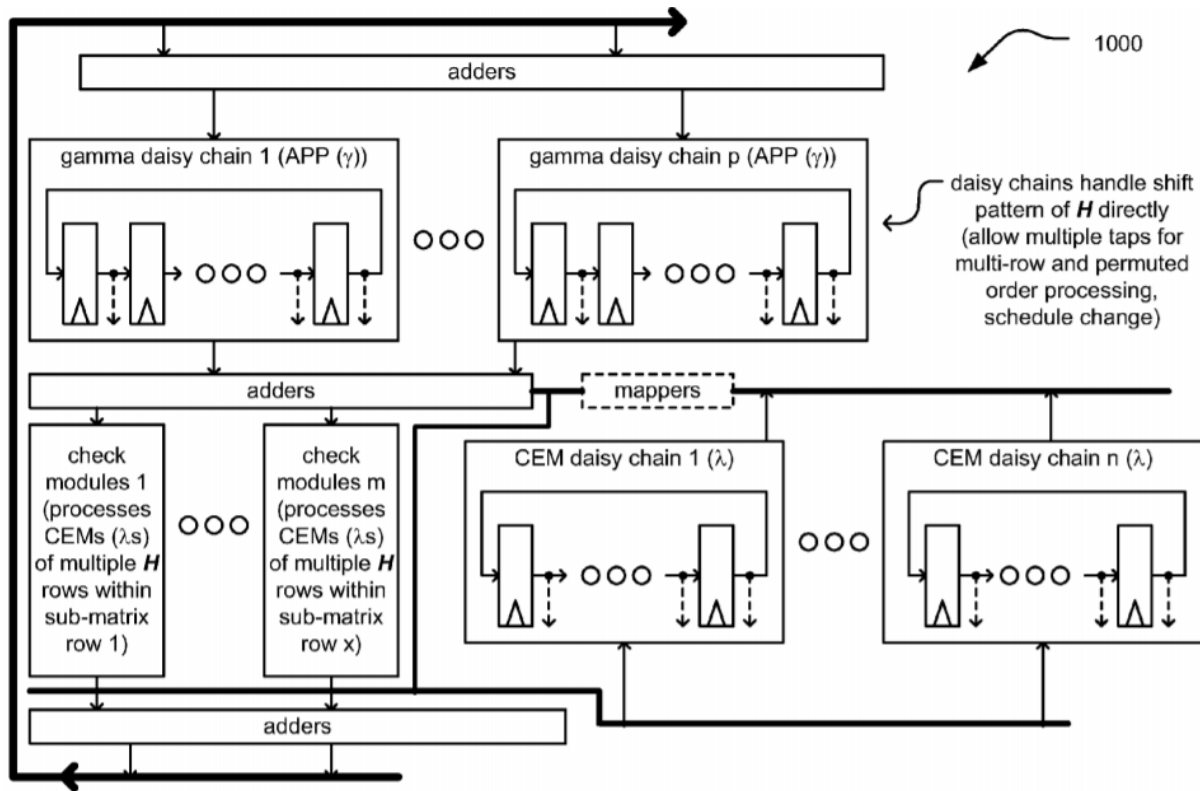 1000
adders
gamma daisy chain 1 (APP (γ))
gamma daisy chain p (APP (γ))
daisy chains handle shift
pattern of H directly
(allow multiple taps for
multi-row and permuted
order processing,
schedule change)
adders
mappers
check
modules 1
(processes
CEMs (λs)
of multiple H
rows within
sub-matrix
row 1)
check
modules m
(processes
CEMs (λs)
of multiple H
rows within
sub-matrix
row x)
CEM daisy chain 1 (λ)
CEM daisy chain n (λ)
adders